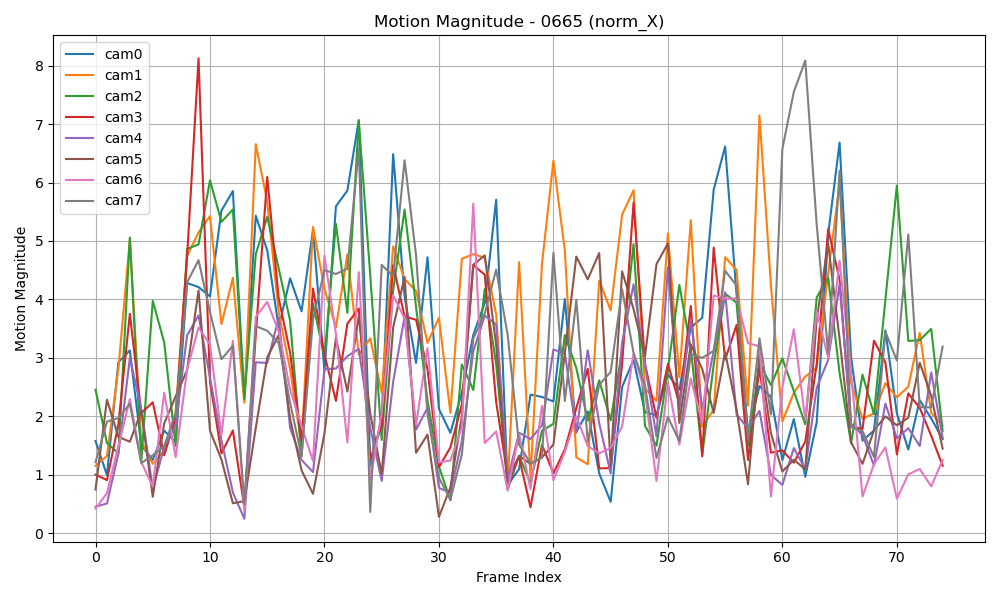 Motion Magnitude - 0665 (norm_X)
cam0
cam1
cam2
cam3
cam4
cam5
cam6
cam7
Motion Magnitude
8
7
6
5
4
3
2
1
0
0 10 20 30 40 50 60 70
Frame Index